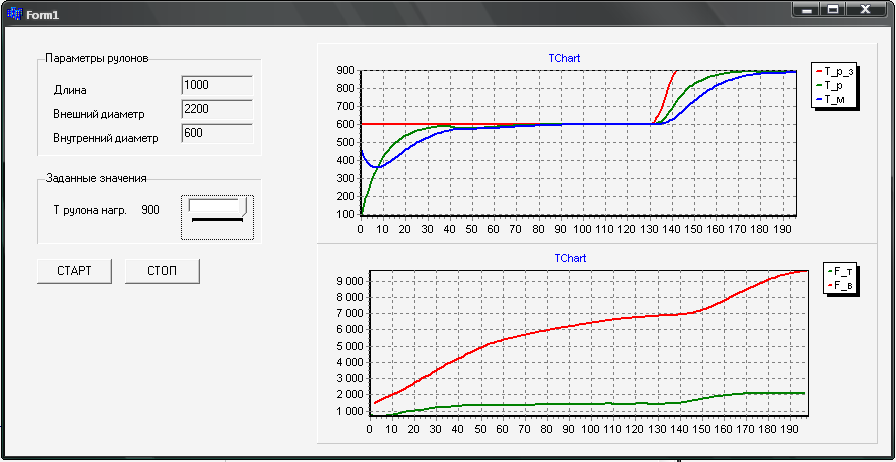 Form1
Параметры рулонов
Длина 1000
Внешний диаметр 2200
Внутренний диаметр 600
Заданные значения
Т рулона нагр. 900
СТАРТ СТОП
TChart
900
800
700
600
500
400
300
200
100
0 10 20 30 40 50 60 70 80 90 100 110 120 130 140 150 160 170 180 190
T_р_з
T_р
T_м
TChart
9 000
8 000
7 000
6 000
5 000
4 000
3 000
2 000
1 000
0 10 20 30 40 50 60 70 80 90 100 110 120 130 140 150 160 170 180 190
F_т
F_в